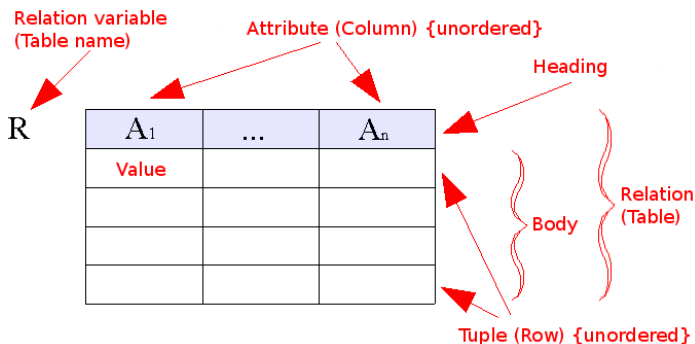 Relation variable
(Table name)
Attribute (Column) {unordered}
Heading
R
A1
...
An
Value
Relation
(Table)
Body
Tuple (Row) {unordered}